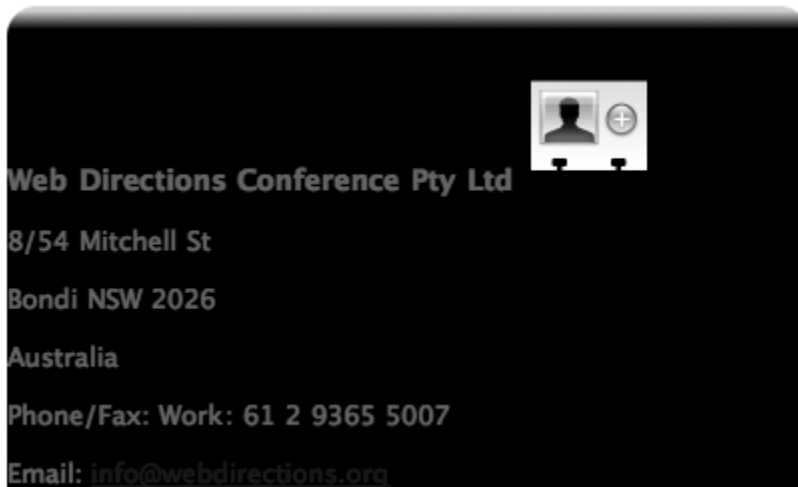 Web Directions Conference Pty Ltd
8/54 Mitchell St
Bondi NSW 2026
Australia
Phone/Fax: Work: 61 2 9365 5007
Email: info@webdirections.org